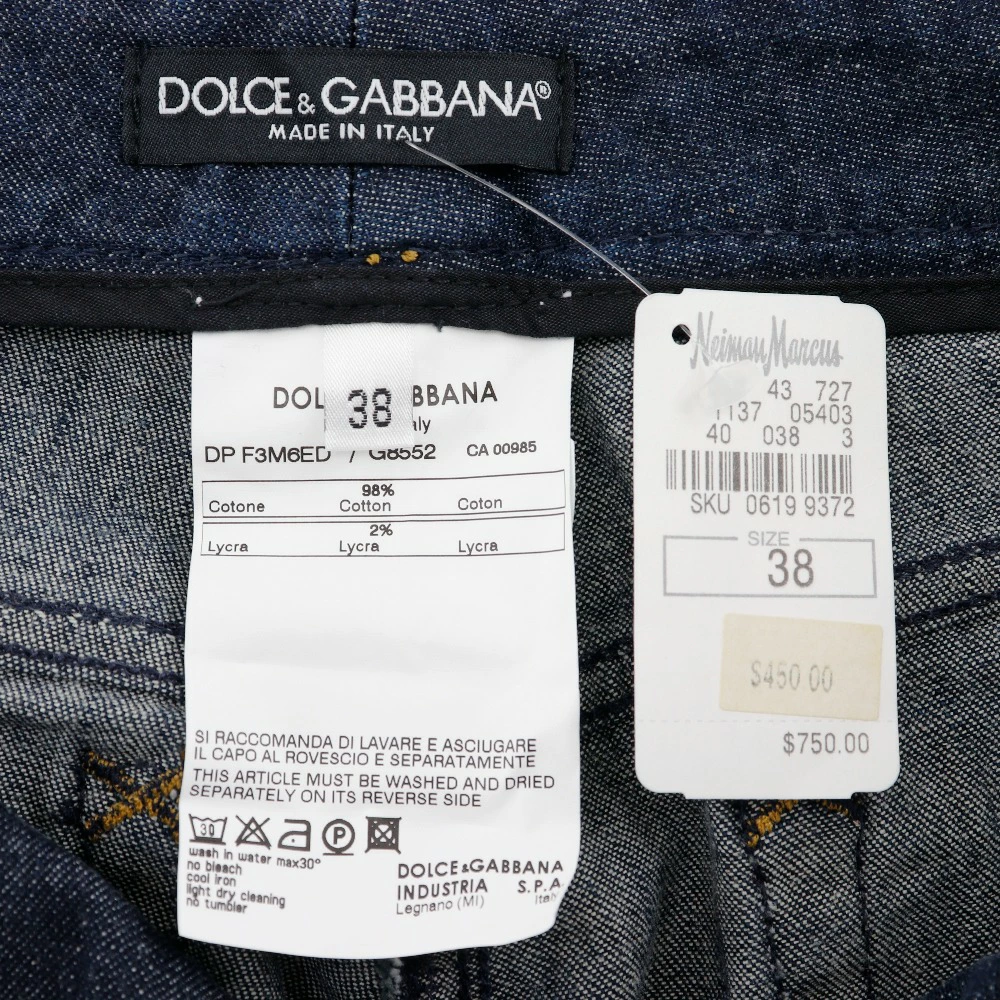 DOLCE & GABBANA®
MADE IN ITALY
DOL BBANA
38
aly
DP F3M6ED / G8552 CA 00985
98%
Cotone Cotton Coton
2%
Lycra Lycra Lycra
SI RACCOMANDA DI LAVARE E ASCIUGARE
IL CAPO AL ROVESCIO E SEPARATAMENTE
THIS ARTICLE MUST BE WASHED AND DRIED
SEPARATELY ON ITS REVERSE SIDE
30 P
wash in water max30°
no bleach
cool iron
light dry cleaning
no tumbler
DOLCE&GABBANA
INDUSTRIA S.P.A
Legnano (MI) Ital
Neiman Marcus
43 727
1137 05403
40 038 3
SKU 0619 9372
SIZE
38
$450.00
$750.00